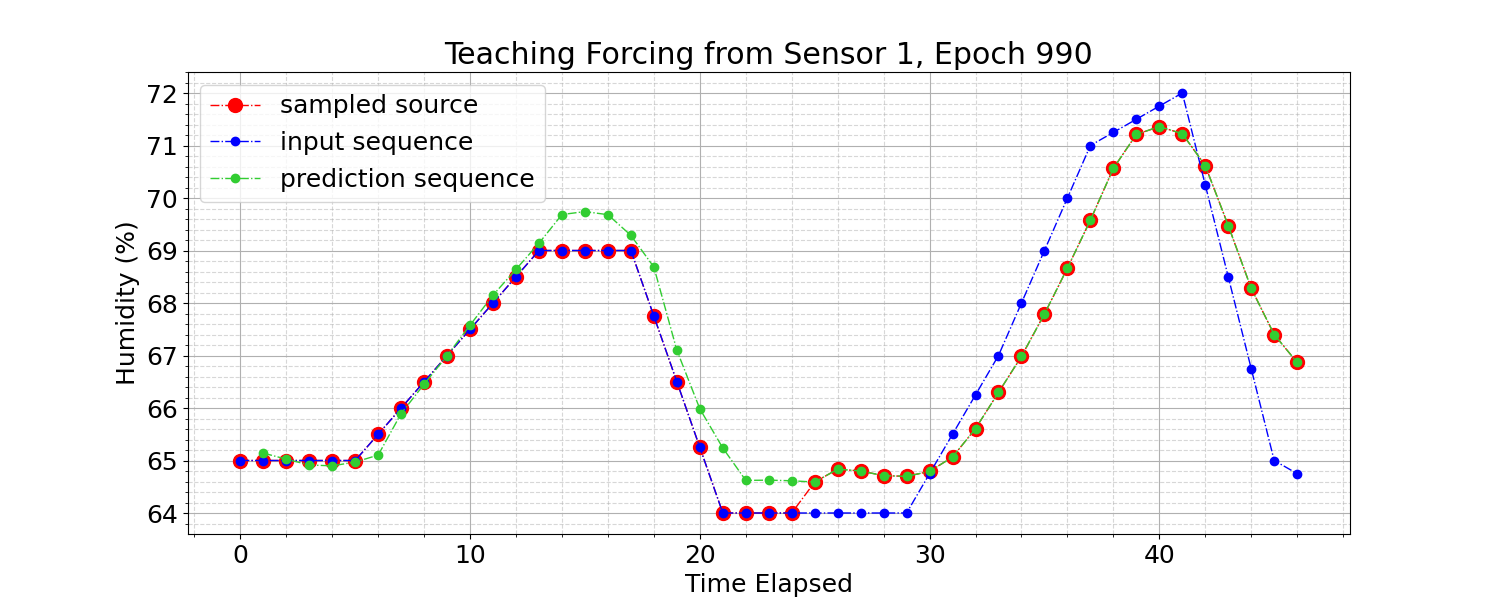 Teaching Forcing from Sensor 1, Epoch 990
sampled source
input sequence
prediction sequence
Humidity (%)
72
71
70
69
68
67
66
65
64
0 10 20 30 40
Time Elapsed